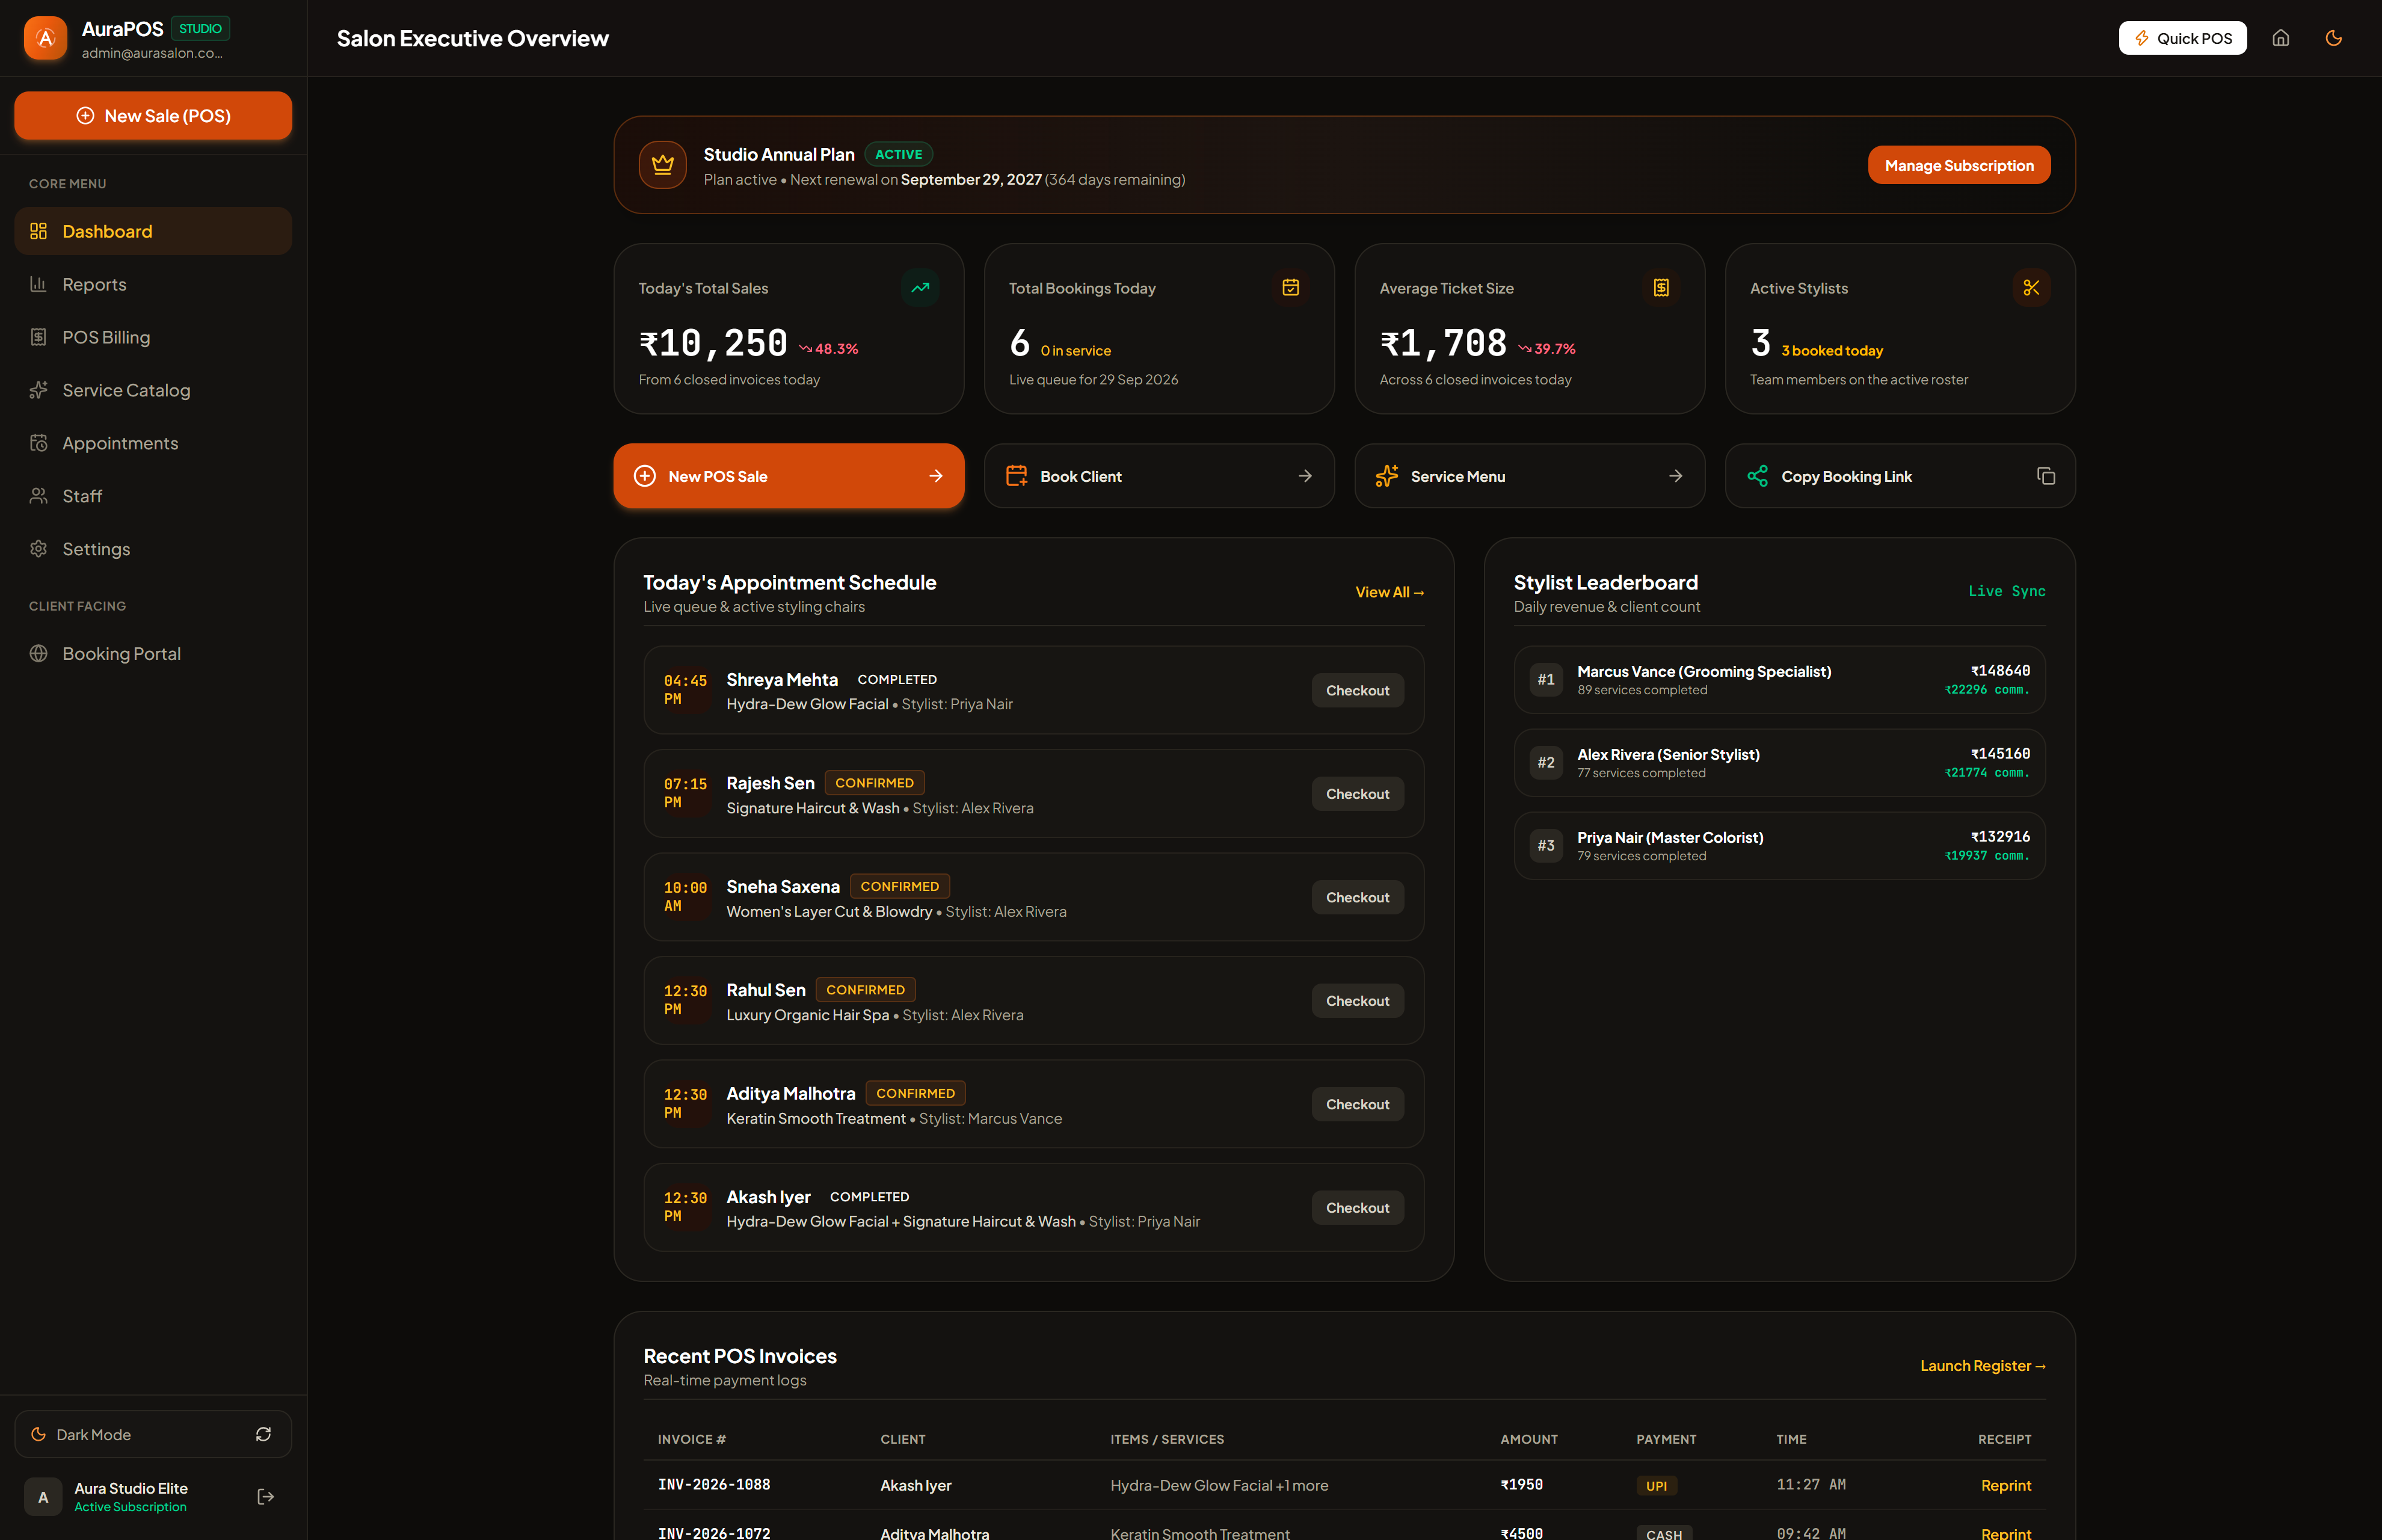 AuraPOS STUDIO
admin@aurasalon.co...
New Sale (POS)
CORE MENU
Dashboard
Reports
POS Billing
Service Catalog
Appointments
Staff
Settings
CLIENT FACING
Booking Portal
Dark Mode
A
Aura Studio Elite
Active Subscription
Salon Executive Overview
Quick POS
Studio Annual Plan ACTIVE
Plan active • Next renewal on September 29, 2027 (364 days remaining)
Manage Subscription
Today's Total Sales
₹10,250 48.3%
From 6 closed invoices today
Total Bookings Today
6 0 in service
Live queue for 29 Sep 2026
Average Ticket Size
₹1,708 39.7%
Across 6 closed invoices today
Active Stylists
3 3 booked today
Team members on the active roster
New POS Sale
Book Client
Service Menu
Copy Booking Link
Today's Appointment Schedule
Live queue & active styling chairs
View All →
04:45 PM
Shreya Mehta COMPLETED
Hydra-Dew Glow Facial • Stylist: Priya Nair
Checkout
07:15 PM
Rajesh Sen CONFIRMED
Signature Haircut & Wash • Stylist: Alex Rivera
Checkout
10:00 AM
Sneha Saxena CONFIRMED
Women's Layer Cut & Blowdry • Stylist: Alex Rivera
Checkout
12:30 PM
Rahul Sen CONFIRMED
Luxury Organic Hair Spa • Stylist: Alex Rivera
Checkout
12:30 PM
Aditya Malhotra CONFIRMED
Keratin Smooth Treatment • Stylist: Marcus Vance
Checkout
12:30 PM
Akash Iyer COMPLETED
Hydra-Dew Glow Facial + Signature Haircut & Wash • Stylist: Priya Nair
Checkout
Stylist Leaderboard
Daily revenue & client count
Live Sync
#1 Marcus Vance (Grooming Specialist) ₹148640
89 services completed ₹22296 comm.
#2 Alex Rivera (Senior Stylist) ₹145160
77 services completed ₹21774 comm.
#3 Priya Nair (Master Colorist) ₹132916
79 services completed ₹19937 comm.
Recent POS Invoices
Real-time payment logs
Launch Register →
INVOICE # CLIENT ITEMS / SERVICES AMOUNT PAYMENT TIME RECEIPT
INV-2026-1088 Akash Iyer Hydra-Dew Glow Facial +1 more ₹1950 UPI 11:27 AM Reprint
INV-2026-1072 Aditya Malhotra Keratin Smooth Treatment ₹4500 CASH 09:42 AM Reprint